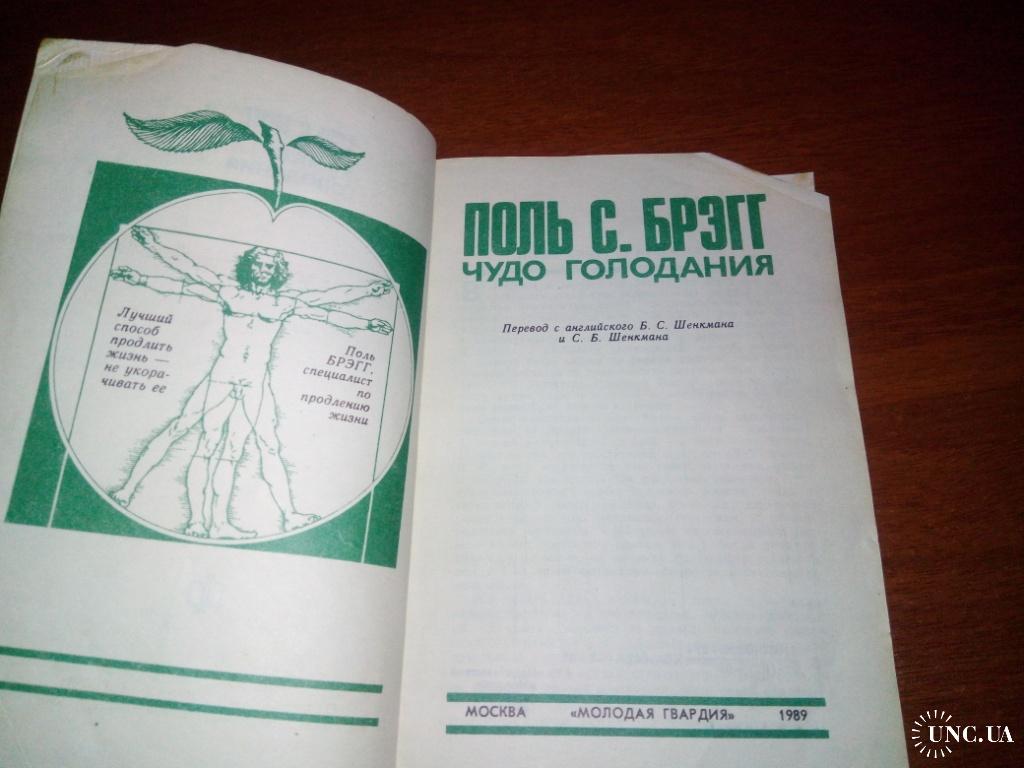 Лучший
способ
продлить
жизнь —
не укора-
чивать ее
Поль
БРЭГГ,
специалист
по
продлению
жизни
ПОЛЬ С. БРЭГГ
ЧУДО ГОЛОДАНИЯ
Перевод с английского Б. С. Шенкмана
и С. Б. Шенкмана
МОСКВА «МОЛОДАЯ ГВАРДИЯ» 1989
UNC.UA